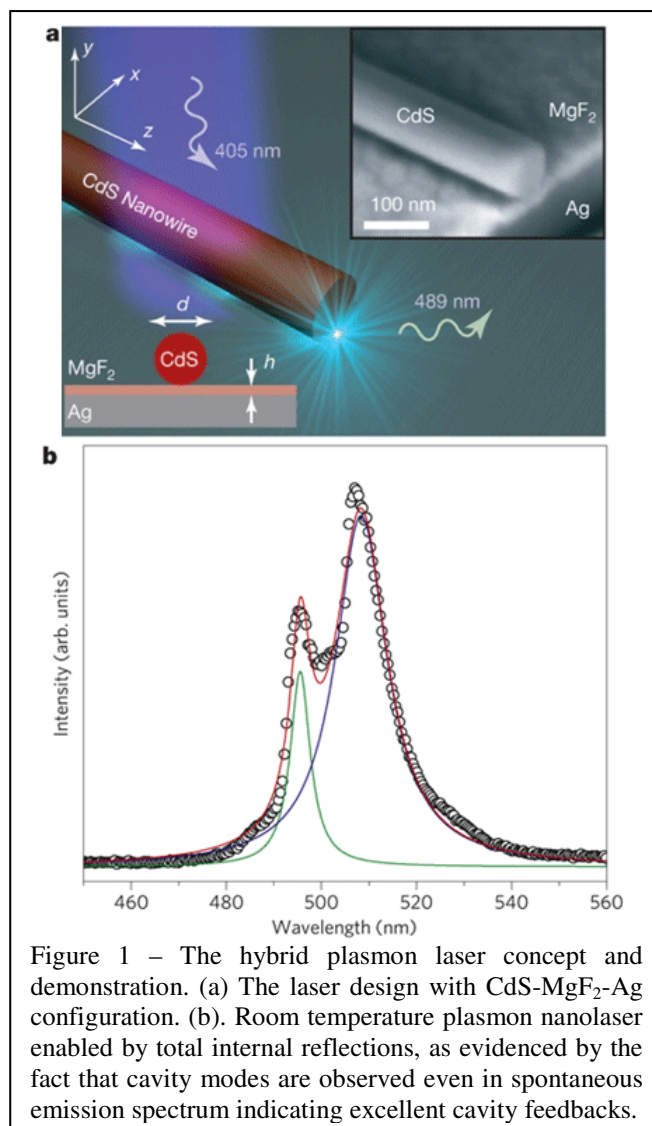 a
y
x
z
405 nm
CdS Nanowire
CdS
MgF₂
100 nm
Ag
489 nm
d
CdS
h
MgF₂
Ag
b
Intensity (arb. units)
460 480 500 520 540 560
Wavelength (nm)
Figure 1 – The hybrid plasmon laser concept and
demonstration. (a) The laser design with CdS-MgF₂-Ag
configuration. (b). Room temperature plasmon nanolaser
enabled by total internal reflections, as evidenced by the
fact that cavity modes are observed even in spontaneous
emission spectrum indicating excellent cavity feedbacks.